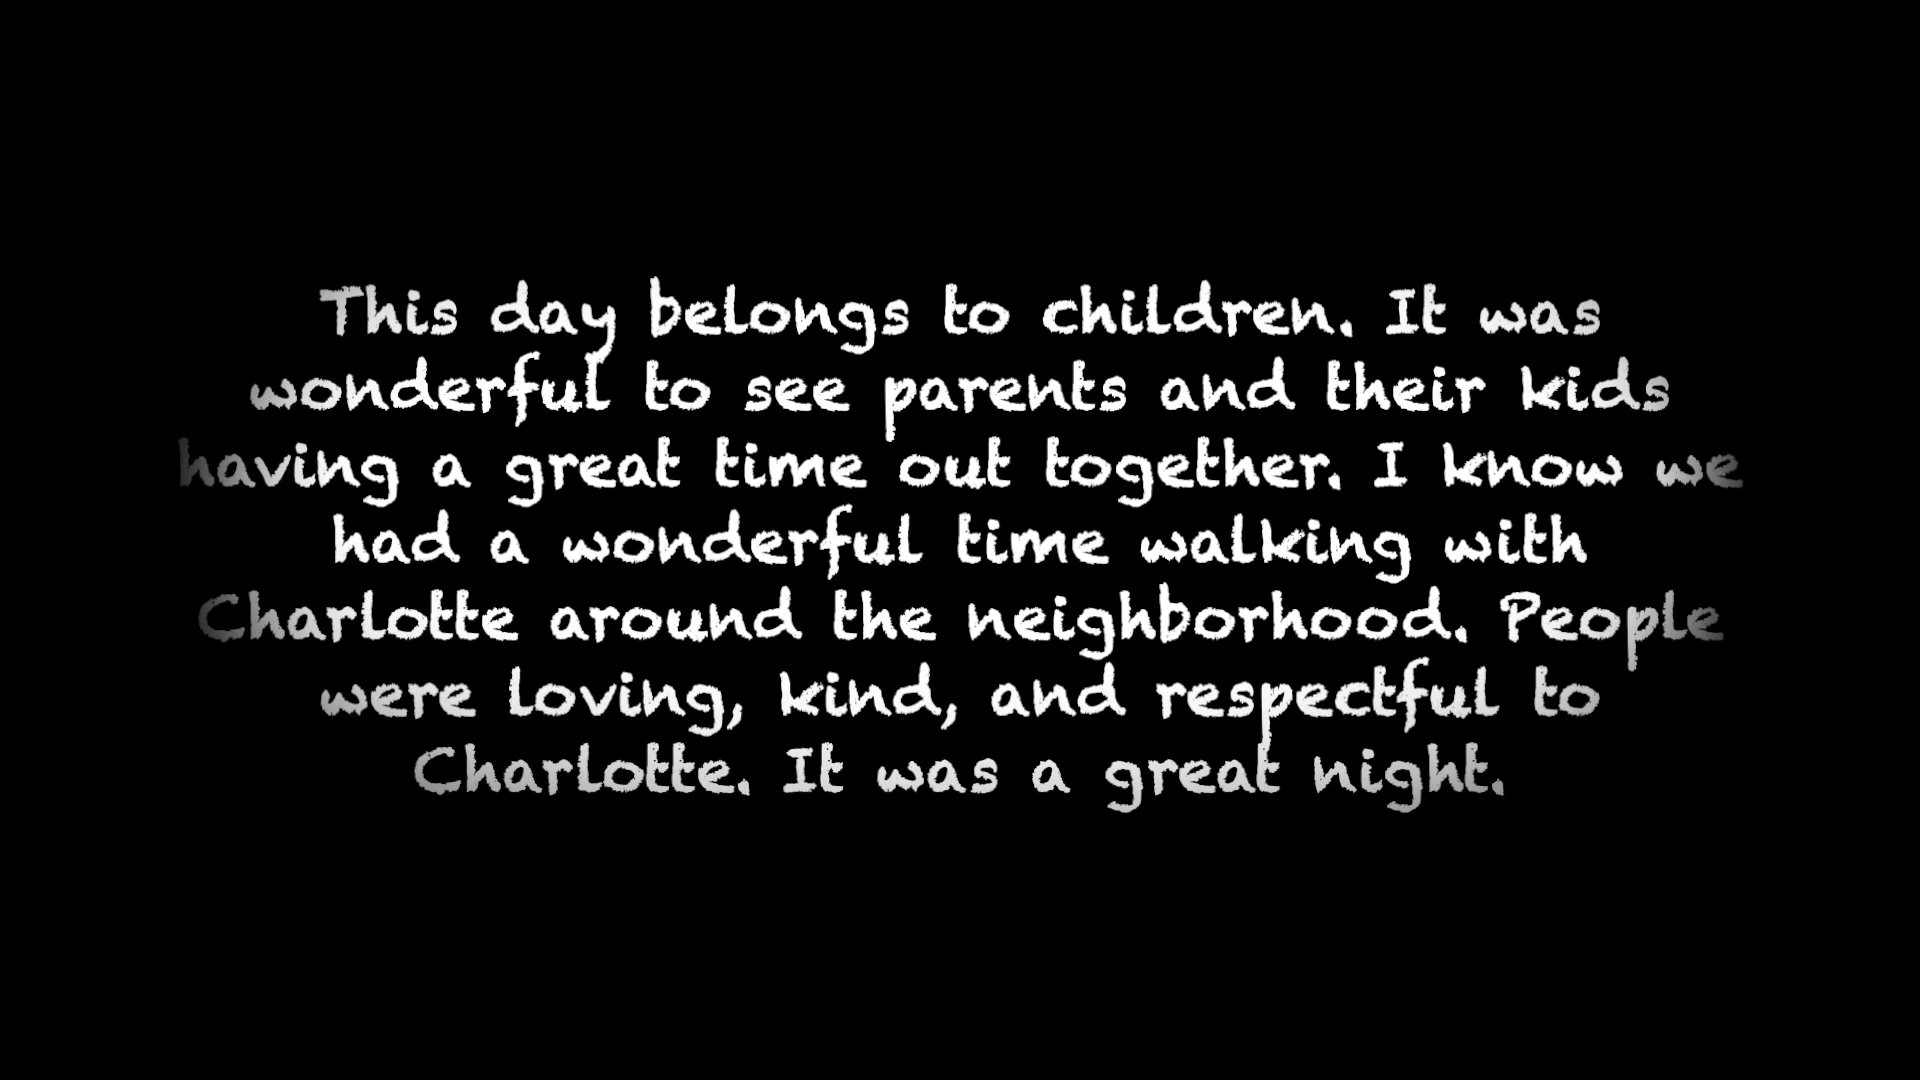 This day belongs to children. It was
wonderful to see parents and their kids
having a great time out together. I know we
had a wonderful time walking with
Charlotte around the neighborhood. People
were loving, kind, and respectful to
Charlotte. It was a great night.